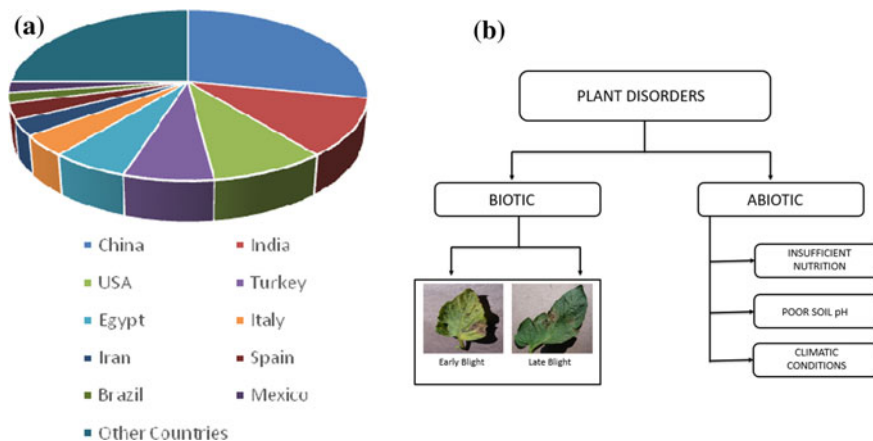 (a)
China
India
USA
Turkey
Egypt
Italy
Iran
Spain
Brazil
Mexico
Other Countries
(b)
PLANT DISORDERS
BIOTIC
ABIOTIC
Early Blight
Late Blight
INSUFFICIENT
NUTRITION
POOR SOIL pH
CLIMATIC
CONDITIONS